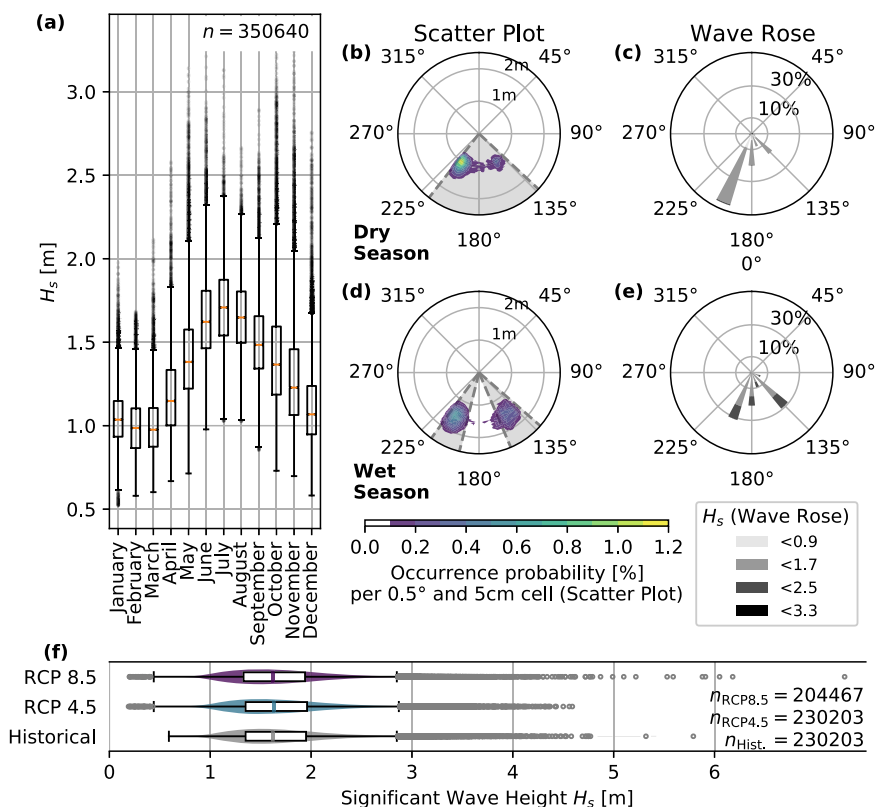 (a)
n = 350640
3.0
2.5
2.0
1.5
1.0
0.5
H_s [m]
January
February
March
April
May
June
July
August
September
October
November
December
Scatter Plot
Wave Rose
(b)
315°
45°
2m
1m
270°
90°
225°
135°
180°
Dry
Season
(c)
315°
45°
30%
10%
270°
90°
225°
135°
180°
0°
(d)
315°
45°
2m
1m
270°
90°
225°
135°
180°
Wet
Season
(e)
315°
45°
30%
10%
270°
90°
225°
135°
180°
0.0 0.2 0.4 0.6 0.8 1.0 1.2
Occurrence probability [%]
per 0.5° and 5cm cell (Scatter Plot)
H_s (Wave Rose)
<0.9
<1.7
<2.5
<3.3
(f)
RCP 8.5
RCP 4.5
Historical
n_RCP8.5 = 204467
n_RCP4.5 = 230203
n_Hist. = 230203
0 1 2 3 4 5 6
Significant Wave Height H_s [m]